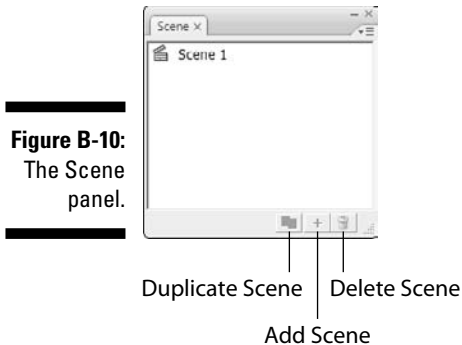 Scene ×
Scene 1
Figure B-10:
The Scene
panel.
Duplicate Scene
Delete Scene
Add Scene